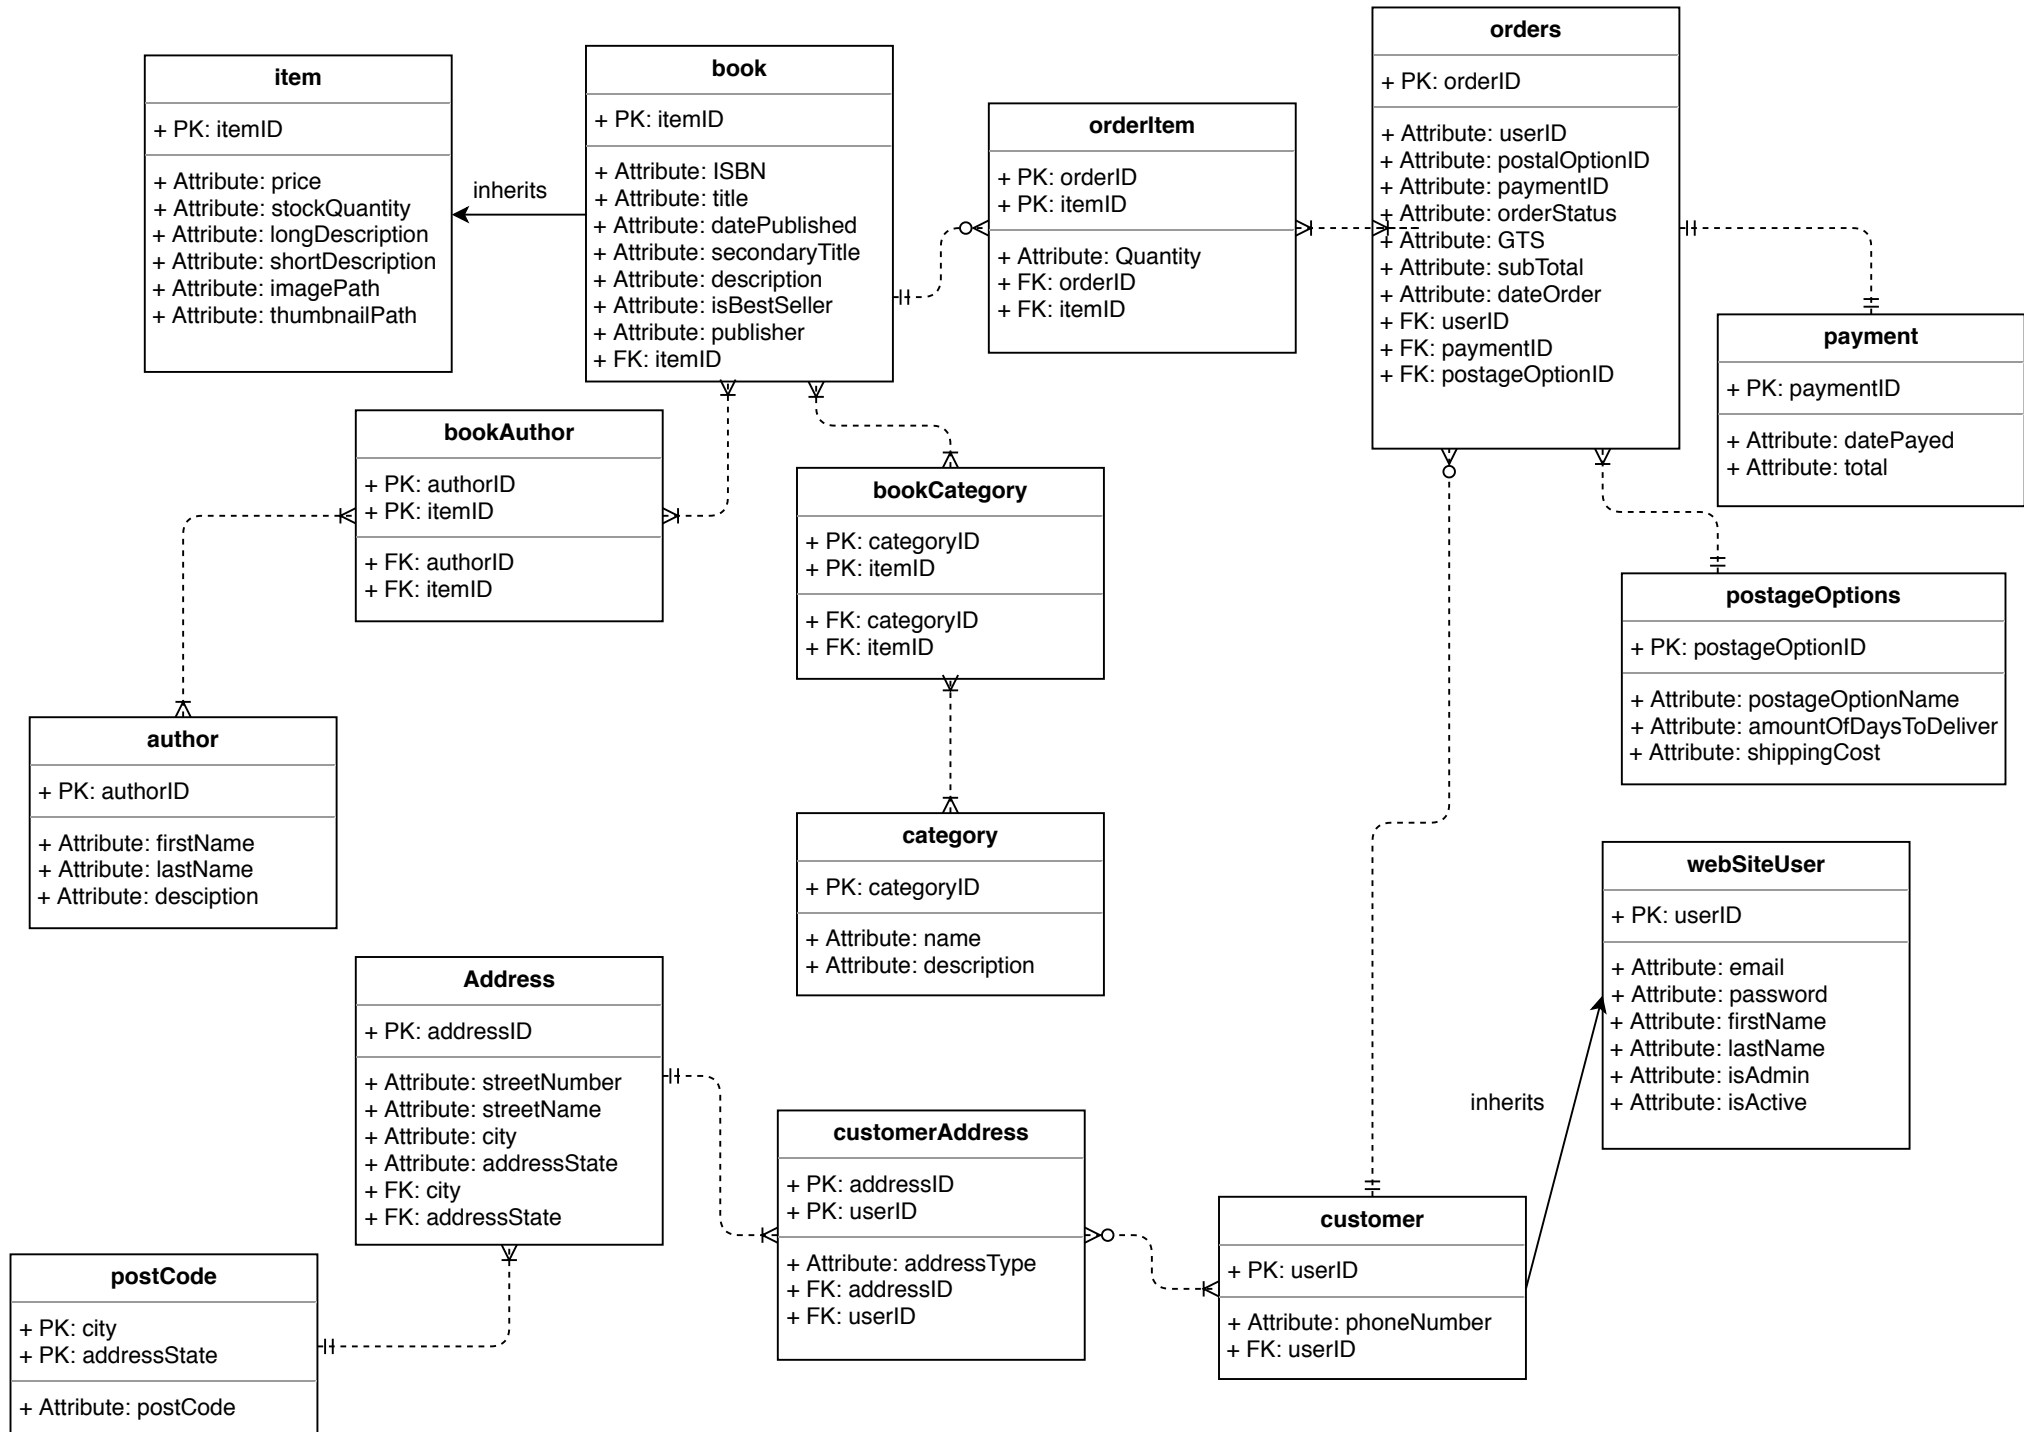 item
+ PK: itemID
+ Attribute: price
+ Attribute: stockQuantity
+ Attribute: longDescription
+ Attribute: shortDescription
+ Attribute: imagePath
+ Attribute: thumbnailPath
inherits
book
+ PK: itemID
+ Attribute: ISBN
+ Attribute: title
+ Attribute: datePublished
+ Attribute: secondaryTitle
+ Attribute: description
+ Attribute: isBestSeller
+ Attribute: publisher
+ FK: itemID
orderItem
+ PK: orderID
+ PK: itemID
+ Attribute: Quantity
+ FK: orderID
+ FK: itemID
orders
+ PK: orderID
+ Attribute: userID
+ Attribute: postalOptionID
+ Attribute: paymentID
+ Attribute: orderStatus
+ Attribute: GTS
+ Attribute: subTotal
+ Attribute: dateOrder
+ FK: userID
+ FK: paymentID
+ FK: postageOptionID
payment
+ PK: paymentID
+ Attribute: datePayed
+ Attribute: total
bookAuthor
+ PK: authorID
+ PK: itemID
+ FK: authorID
+ FK: itemID
bookCategory
+ PK: categoryID
+ PK: itemID
+ FK: categoryID
+ FK: itemID
postageOptions
+ PK: postageOptionID
+ Attribute: postageOptionName
+ Attribute: amountOfDaysToDeliver
+ Attribute: shippingCost
author
+ PK: authorID
+ Attribute: firstName
+ Attribute: lastName
+ Attribute: desciption
category
+ PK: categoryID
+ Attribute: name
+ Attribute: description
webSiteUser
+ PK: userID
+ Attribute: email
+ Attribute: password
+ Attribute: firstName
+ Attribute: lastName
+ Attribute: isAdmin
+ Attribute: isActive
inherits
Address
+ PK: addressID
+ Attribute: streetNumber
+ Attribute: streetName
+ Attribute: city
+ Attribute: addressState
+ FK: city
+ FK: addressState
customerAddress
+ PK: addressID
+ PK: userID
+ Attribute: addressType
+ FK: addressID
+ FK: userID
customer
+ PK: userID
+ Attribute: phoneNumber
+ FK: userID
postCode
+ PK: city
+ PK: addressState
+ Attribute: postCode